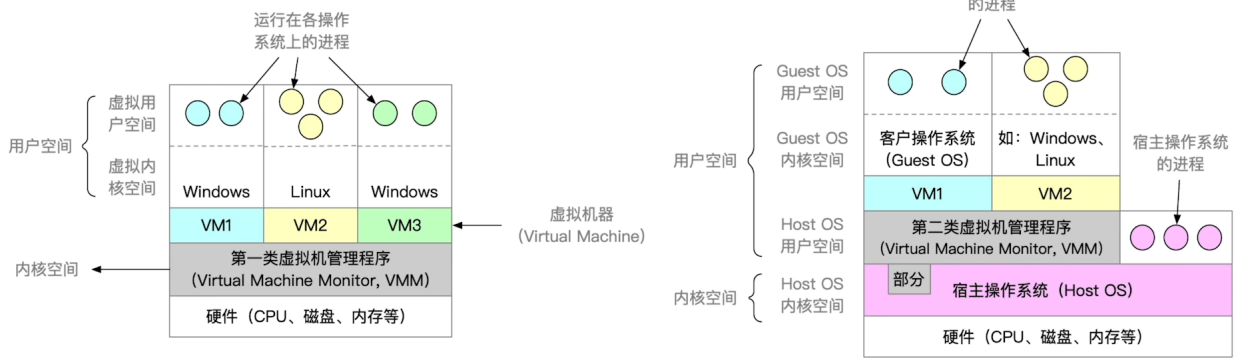 运行在各操作
系统上的进程
虚拟用
户空间
用户空间
虚拟内
核空间
Windows
Linux
Windows
VM1
VM2
VM3
虚拟机器
(Virtual Machine)
第一类虚拟机管理程序
(Virtual Machine Monitor, VMM)
内核空间
硬件（CPU、磁盘、内存等）
的进程
Guest OS
用户空间
Guest OS
内核空间
用户空间
客户操作系统
(Guest OS)
如：Windows、
Linux
宿主操作系统
的进程
VM1
VM2
Host OS
用户空间
第二类虚拟机管理程序
(Virtual Machine Monitor, VMM)
内核空间
Host OS
内核空间
部分
宿主操作系统（Host OS）
硬件（CPU、磁盘、内存等）